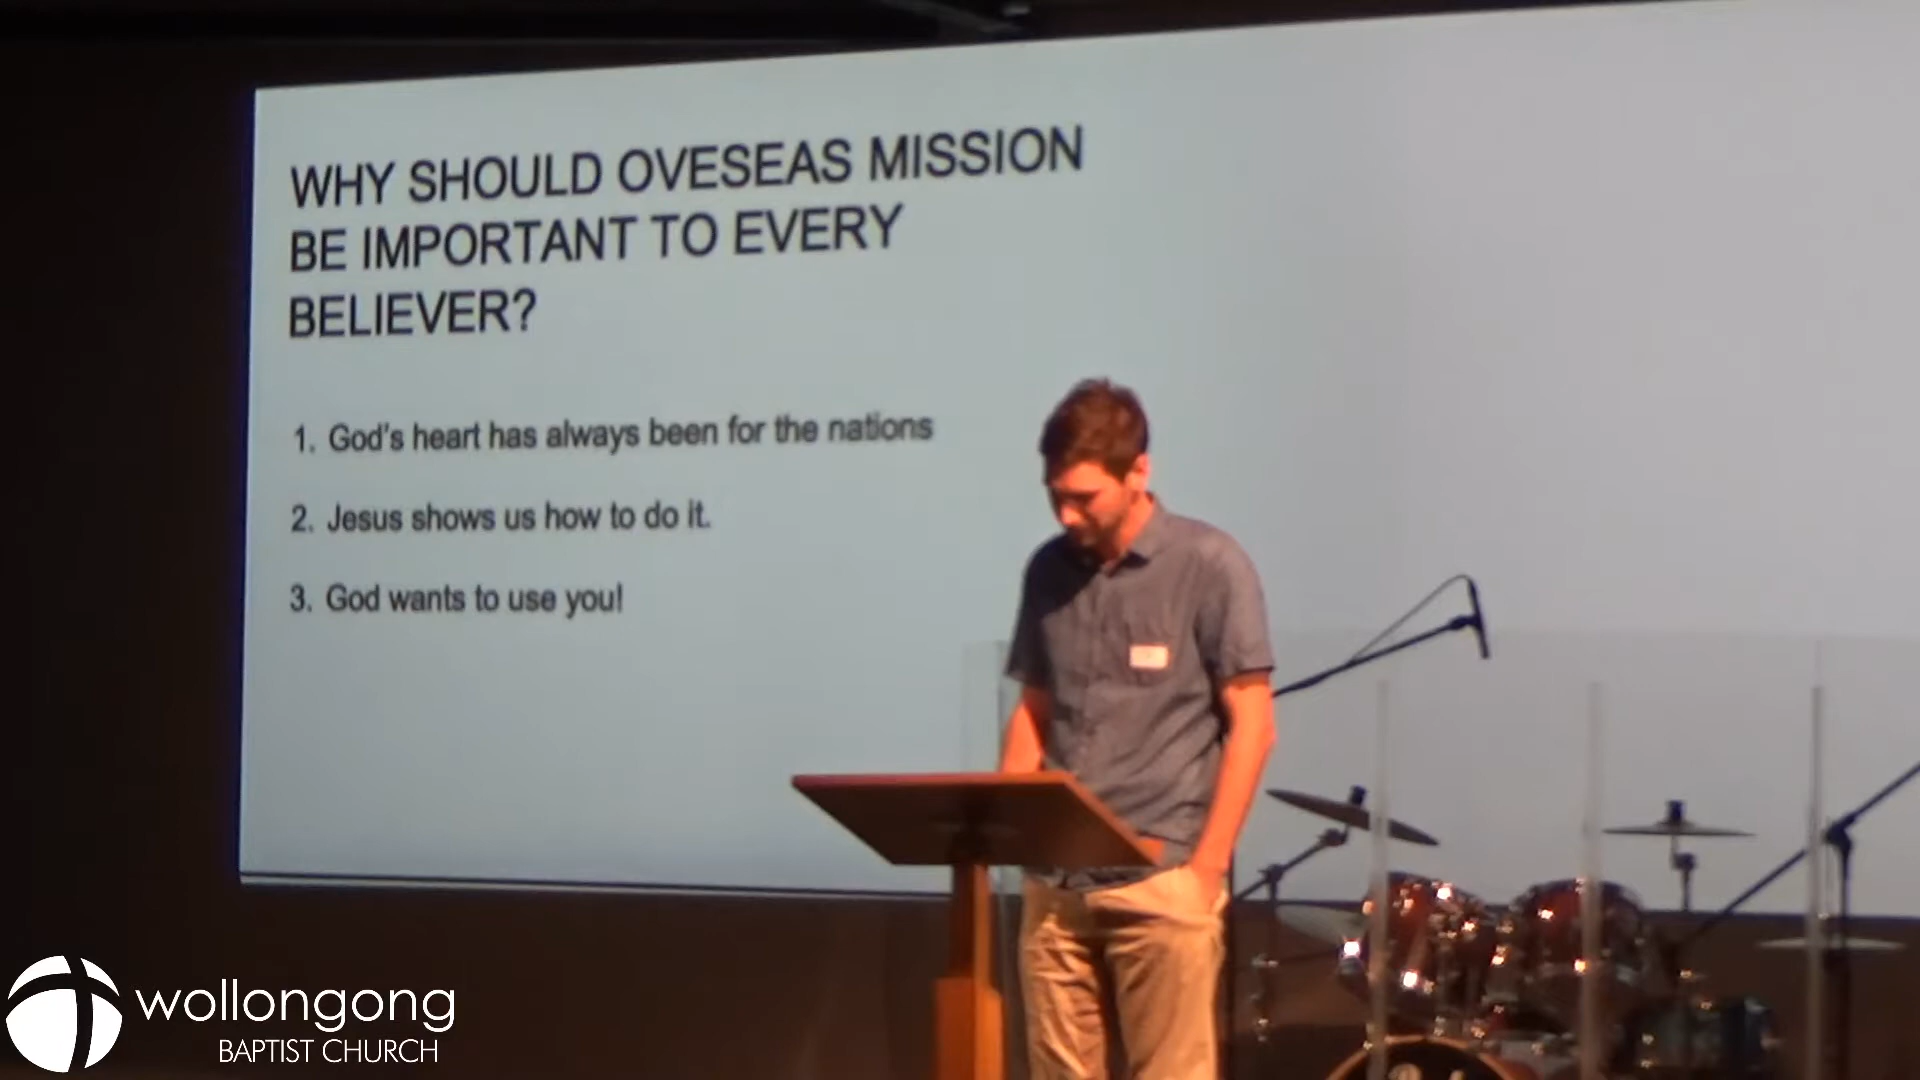 WHY SHOULD OVESEAS MISSION
BE IMPORTANT TO EVERY
BELIEVER?
1. God's heart has always been for the nations
2. Jesus shows us how to do it.
3. God wants to use you!
wollongong
BAPTIST CHURCH